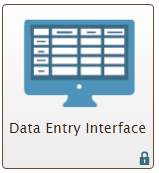 Data Entry Interface